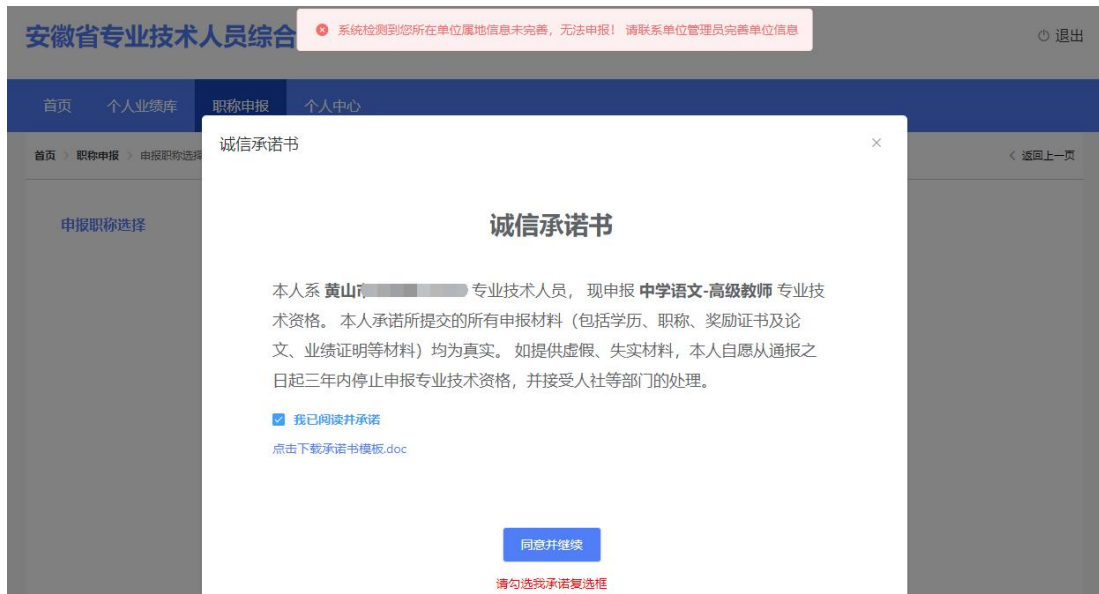 安徽省专业技术人员综合
系统检测到您所在单位属地信息未完善，无法申报！ 请联系单位管理员完善单位信息
退出
首页 个人业绩库 职称申报 个人中心
首页 > 职称申报 > 申报职称选择
< 返回上一页
诚信承诺书
申报职称选择
诚信承诺书
本人系 黄山市 专业技术人员， 现申报 中学语文-高级教师 专业技
术资格。 本人承诺所提交的所有申报材料（包括学历、职称、奖励证书及论
文、业绩证明等材料）均为真实。 如提供虚假、失实材料，本人自愿从通报之
日起三年内停止申报专业技术资格，并接受人社等部门的处理。
我已阅读并承诺
点击下载承诺书模板.doc
同意并继续
请勾选我承诺复选框